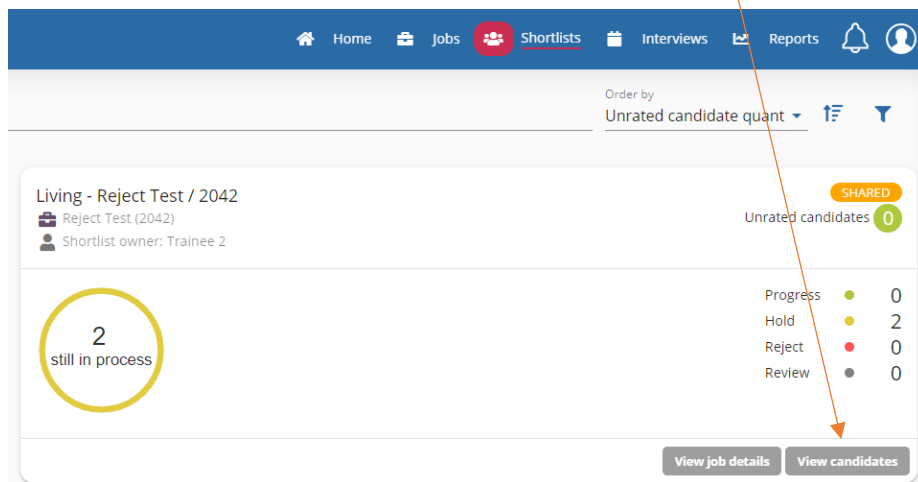 Home Jobs Shortlists Interviews Reports
Order by
Unrated candidate quant
Living - Reject Test / 2042
SHARED
Reject Test (2042)
Unrated candidates 0
Shortlist owner: Trainee 2
Progress 0
Hold 2
Reject 0
Review 0
2
still in process
View job details View candidates